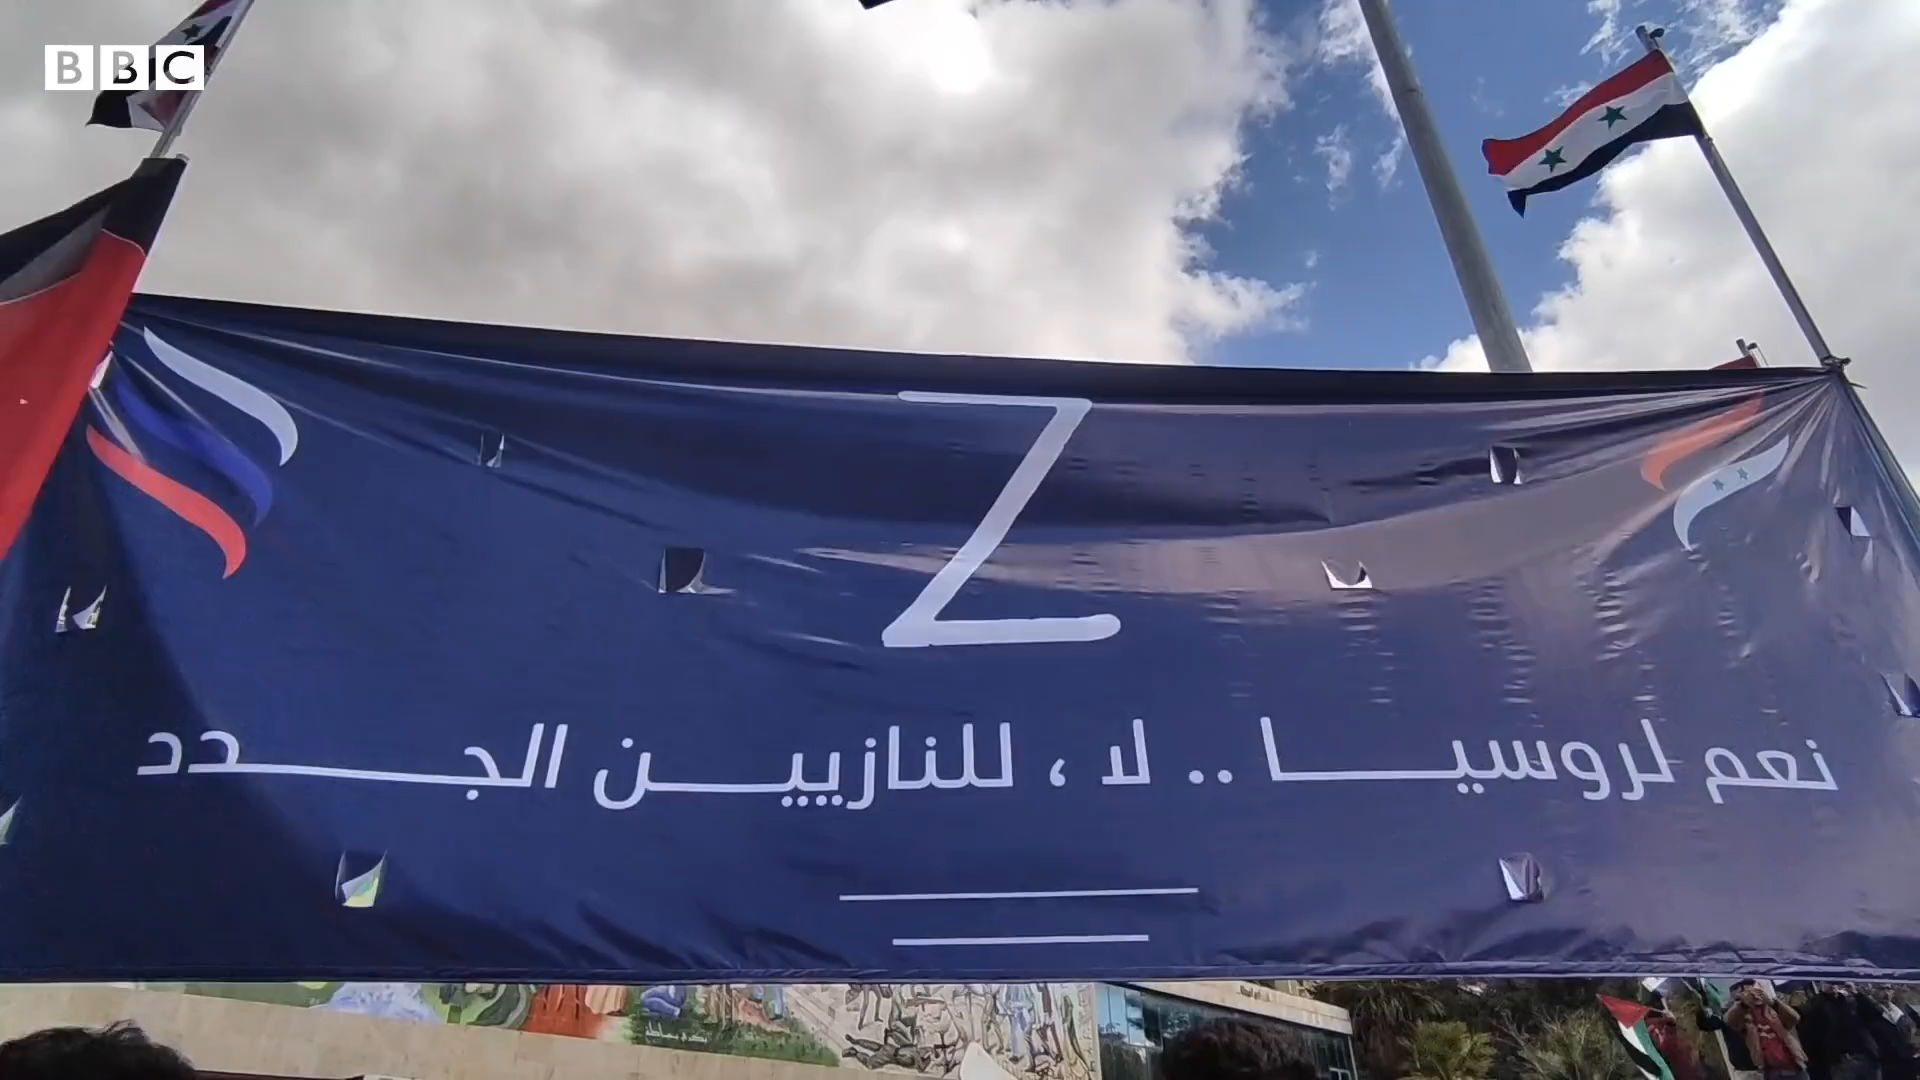 BBC
Z
نعم لروسيا .. لا ، للنازيين الجدد